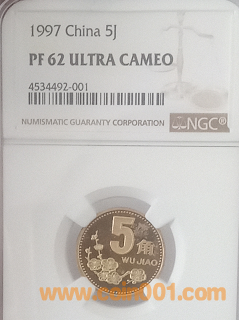 1997 China 5J
PF 62 ULTRA CAMEO
4534492-001
NUMISMATIC GUARANTY CORPORATION
NGC
5 角
WU JIAO
www.coin001.com